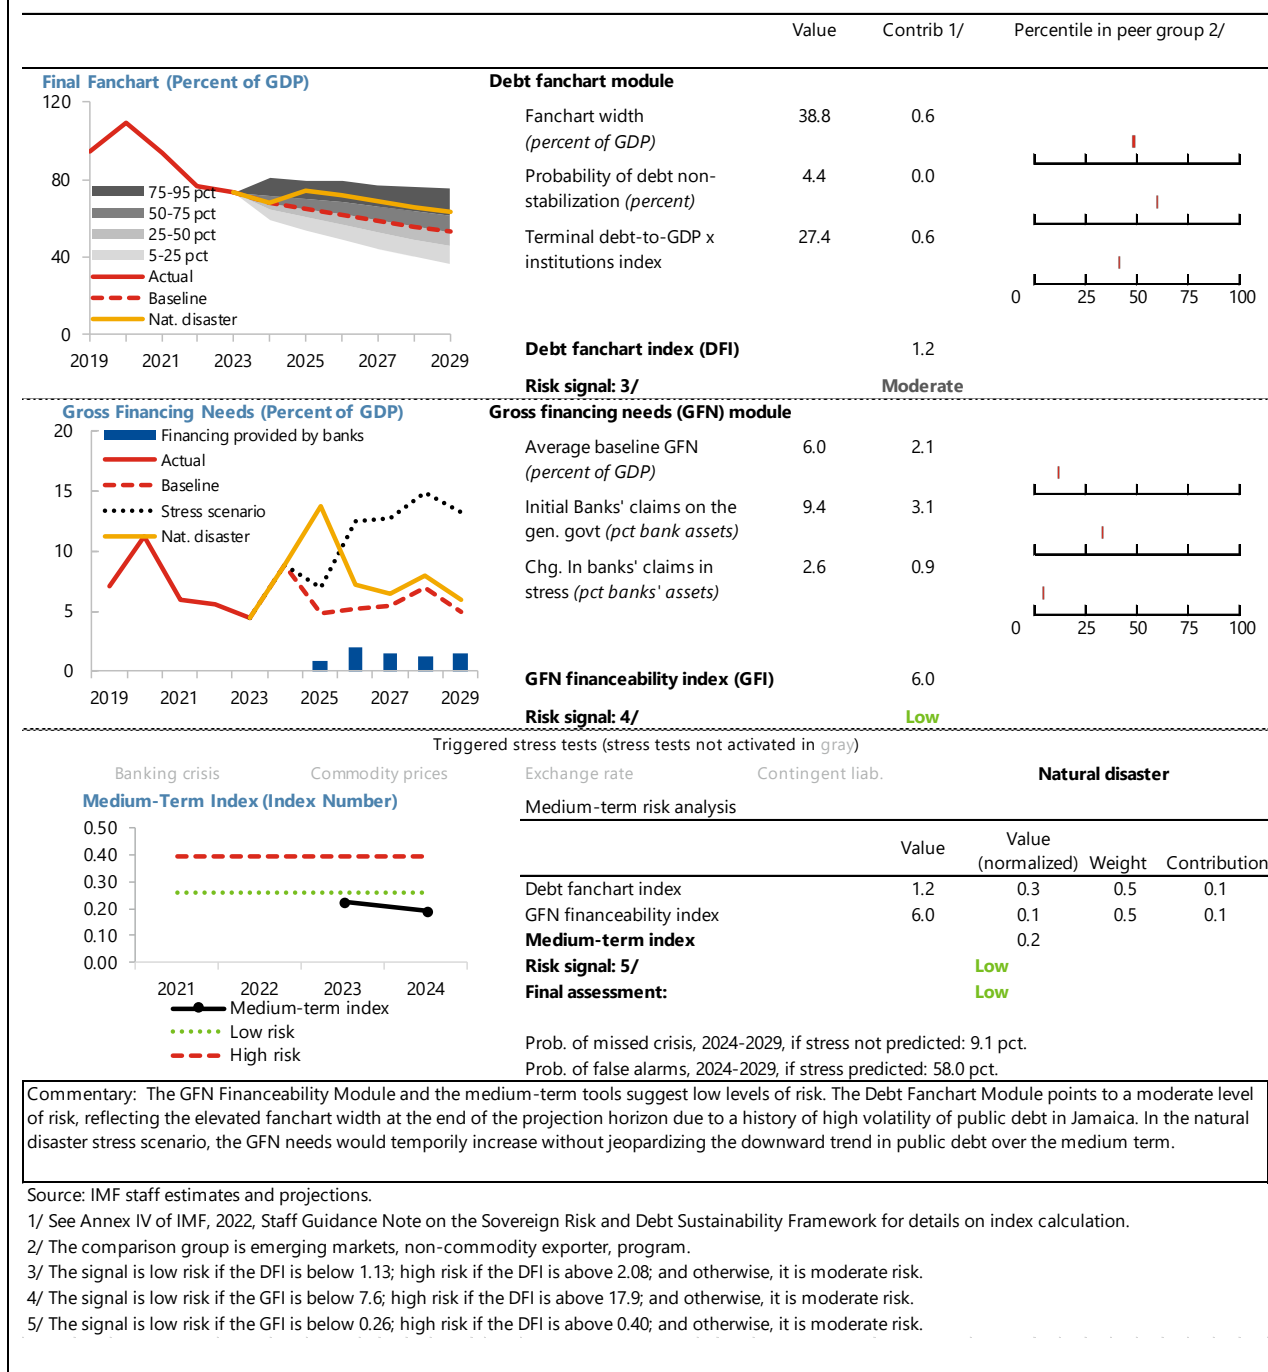 Value Contrib 1/ Percentile in peer group 2/
Final Fanchart (Percent of GDP)
120
80
40
0
75-95 pct
50-75 pct
25-50 pct
5-25 pct
Actual
Baseline
Nat. disaster
2019 2021 2023 2025 2027 2029
Debt fanchart module
Fanchart width 38.8 0.6
(percent of GDP)
Probability of debt non- 4.4 0.0
stabilization (percent)
Terminal debt-to-GDP x 27.4 0.6
institutions index
0 25 50 75 100
Debt fanchart index (DFI) 1.2
Risk signal: 3/ Moderate
Gross Financing Needs (Percent of GDP)
20
15
10
5
0
Financing provided by banks
Actual
Baseline
Stress scenario
Nat. disaster
2019 2021 2023 2025 2027 2029
Gross financing needs (GFN) module
Average baseline GFN 6.0 2.1
(percent of GDP)
Initial Banks' claims on the 9.4 3.1
gen. govt (pct bank assets)
Chg. In banks' claims in 2.6 0.9
stress (pct banks' assets)
0 25 50 75 100
GFN financeability index (GFI) 6.0
Risk signal: 4/ Low
Triggered stress tests (stress tests not activated in gray)
Banking crisis Commodity prices Exchange rate Contingent liab. Natural disaster
Medium-Term Index (Index Number)
0.50
0.40
0.30
0.20
0.10
0.00
2021 2022 2023 2024
Medium-term index
Low risk
High risk
Medium-term risk analysis
Value Value
(normalized) Weight Contribution
Debt fanchart index 1.2 0.3 0.5 0.1
GFN financeability index 6.0 0.1 0.5 0.1
Medium-term index 0.2
Risk signal: 5/ Low
Final assessment: Low
Prob. of missed crisis, 2024-2029, if stress not predicted: 9.1 pct.
Prob. of false alarms, 2024-2029, if stress predicted: 58.0 pct.
Commentary: The GFN Financeability Module and the medium-term tools suggest low levels of risk. The Debt Fanchart Module points to a moderate level
of risk, reflecting the elevated fanchart width at the end of the projection horizon due to a history of high volatility of public debt in Jamaica. In the natural
disaster stress scenario, the GFN needs would temporily increase without jeopardizing the downward trend in public debt over the medium term.
Source: IMF staff estimates and projections.
1/ See Annex IV of IMF, 2022, Staff Guidance Note on the Sovereign Risk and Debt Sustainability Framework for details on index calculation.
2/ The comparison group is emerging markets, non-commodity exporter, program.
3/ The signal is low risk if the DFI is below 1.13; high risk if the DFI is above 2.08; and otherwise, it is moderate risk.
4/ The signal is low risk if the GFI is below 7.6; high risk if the DFI is above 17.9; and otherwise, it is moderate risk.
5/ The signal is low risk if the GFI is below 0.26; high risk if the DFI is above 0.40; and otherwise, it is moderate risk.